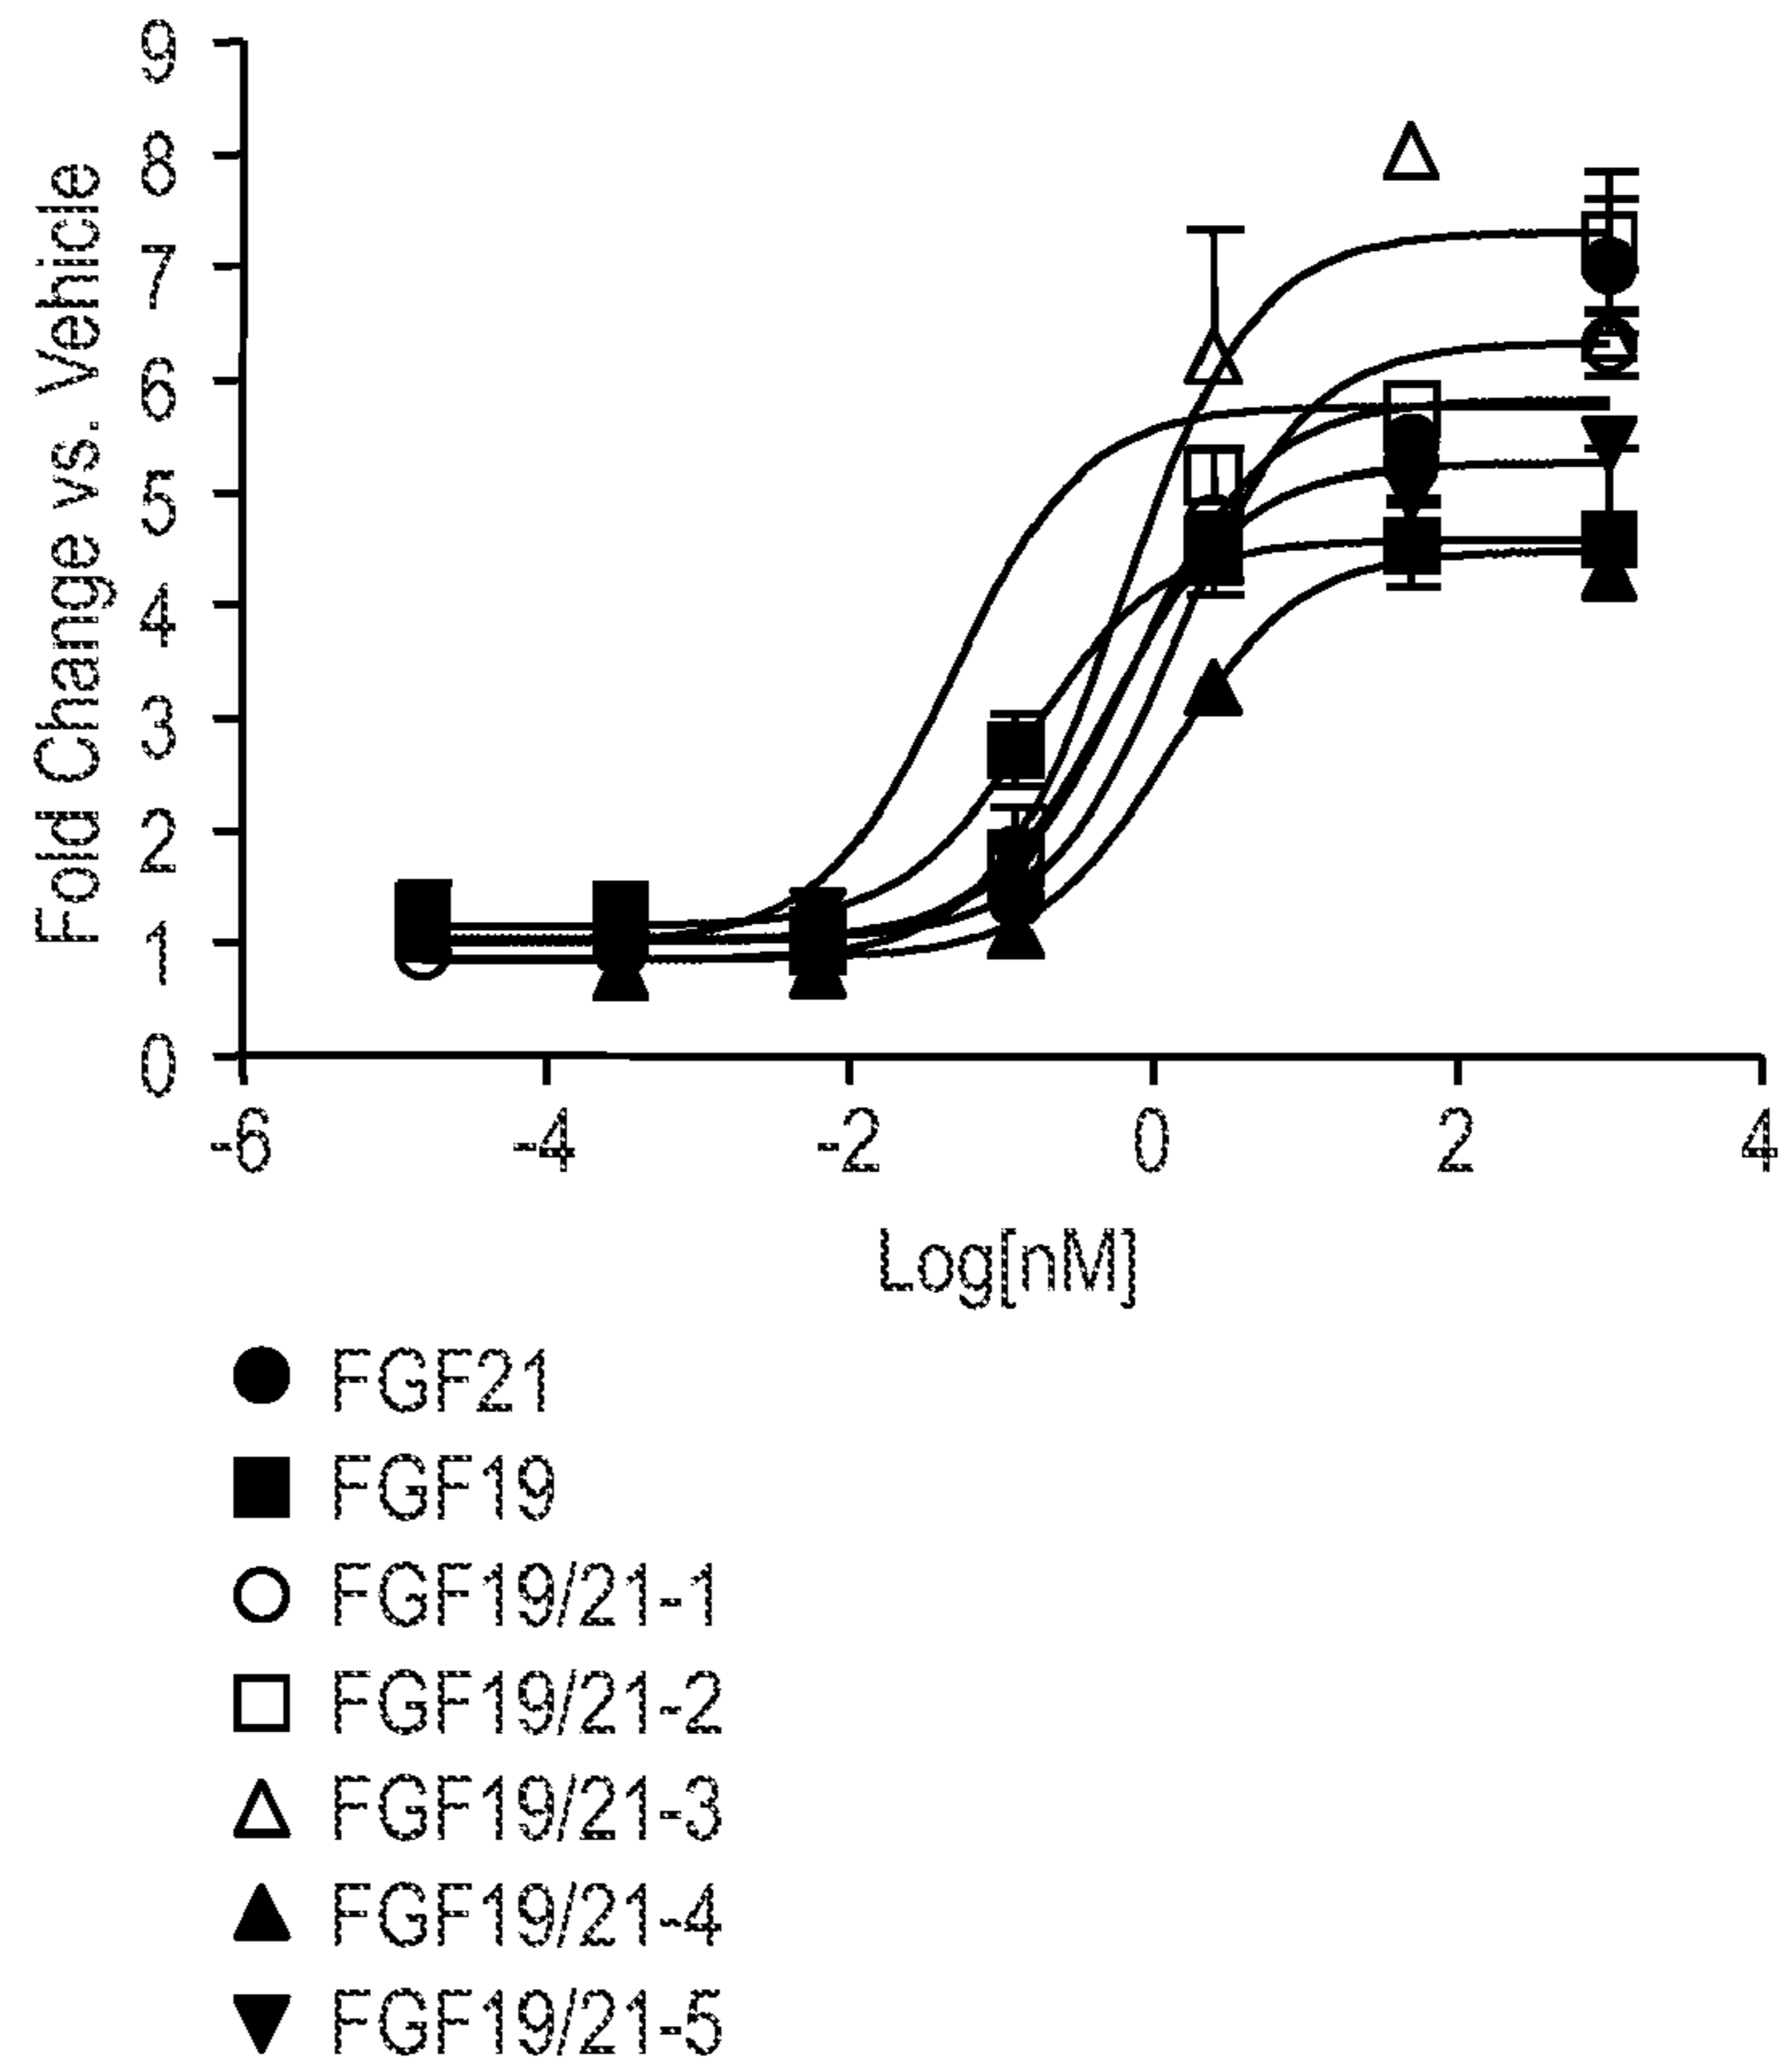 Fold Change vs. Vehicle
9
8
7
6
5
4
3
2
1
0
-6 -4 -2 0 2 4
Log[nM]
FGF21
FGF19
FGF19/21-1
FGF19/21-2
FGF19/21-3
FGF19/21-4
FGF19/21-5